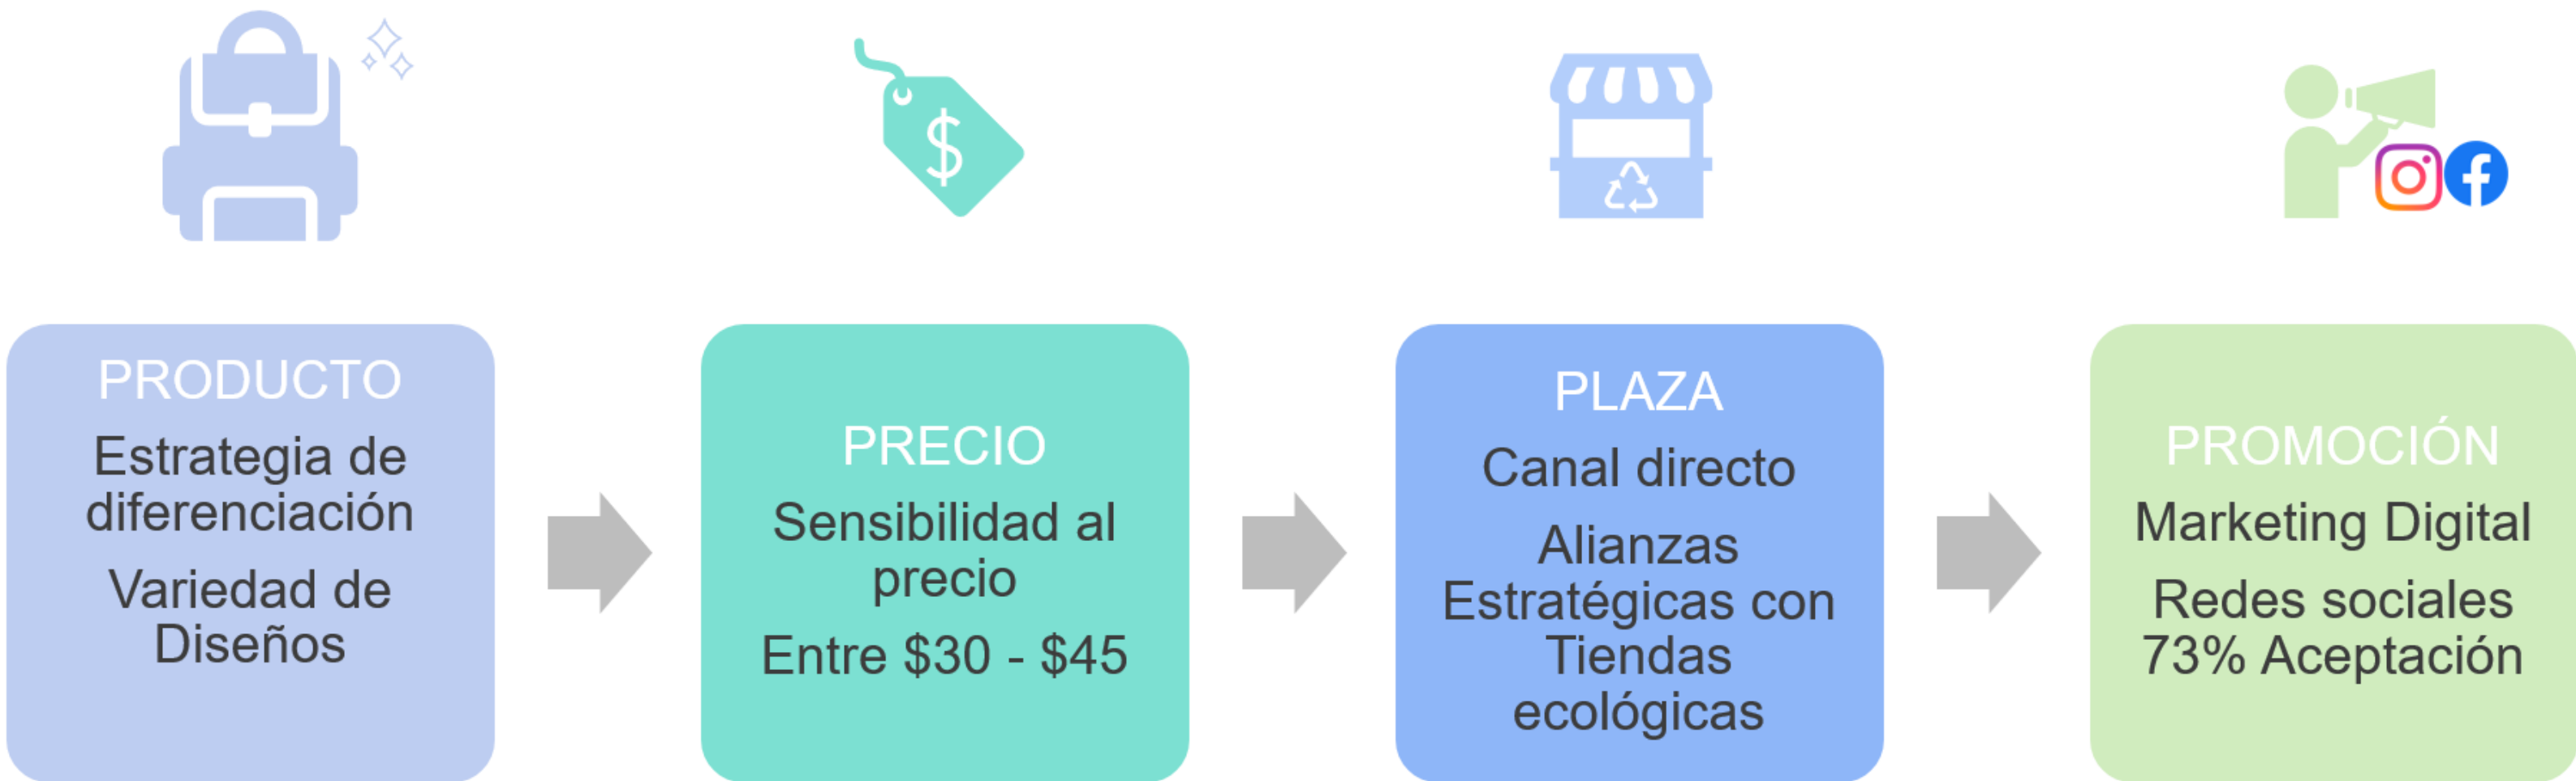 PRODUCTO
Estrategia de
diferenciación
Variedad de
Diseños
PRECIO
Sensibilidad al
precio
Entre $30 - $45
PLAZA
Canal directo
Alianzas
Estratégicas con
Tiendas
ecológicas
PROMOCIÓN
Marketing Digital
Redes sociales
73% Aceptación